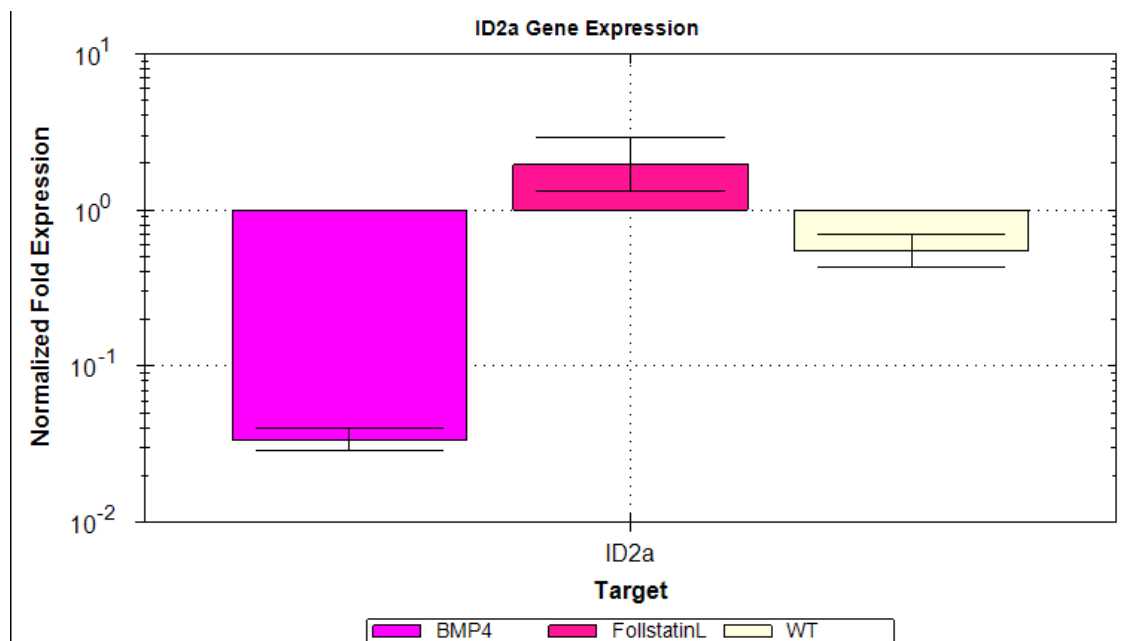 ID2a Gene Expression
Normalized Fold Expression
10^1
10^0
10^-1
10^-2
ID2a
Target
BMP4 FollstatinL WT